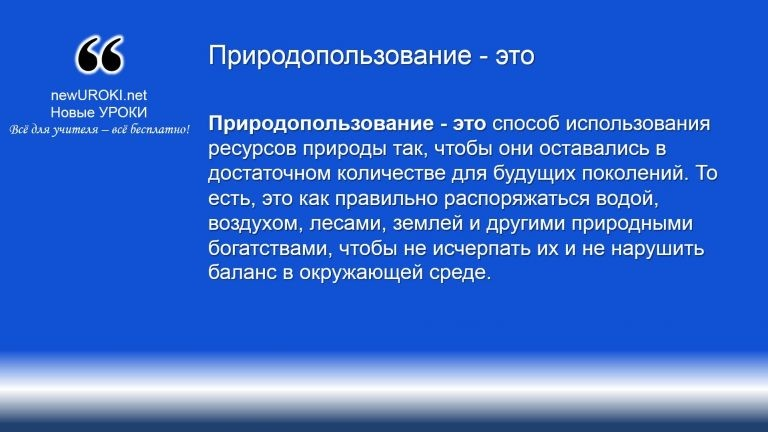 Природопользование - это
newUROKI.net
Новые УРОКИ
Всё для учителя – всё бесплатно!
Природопользование - это способ использования
ресурсов природы так, чтобы они оставались в
достаточном количестве для будущих поколений. То
есть, это как правильно распоряжаться водой,
воздухом, лесами, землей и другими природными
богатствами, чтобы не исчерпать их и не нарушить
баланс в окружающей среде.